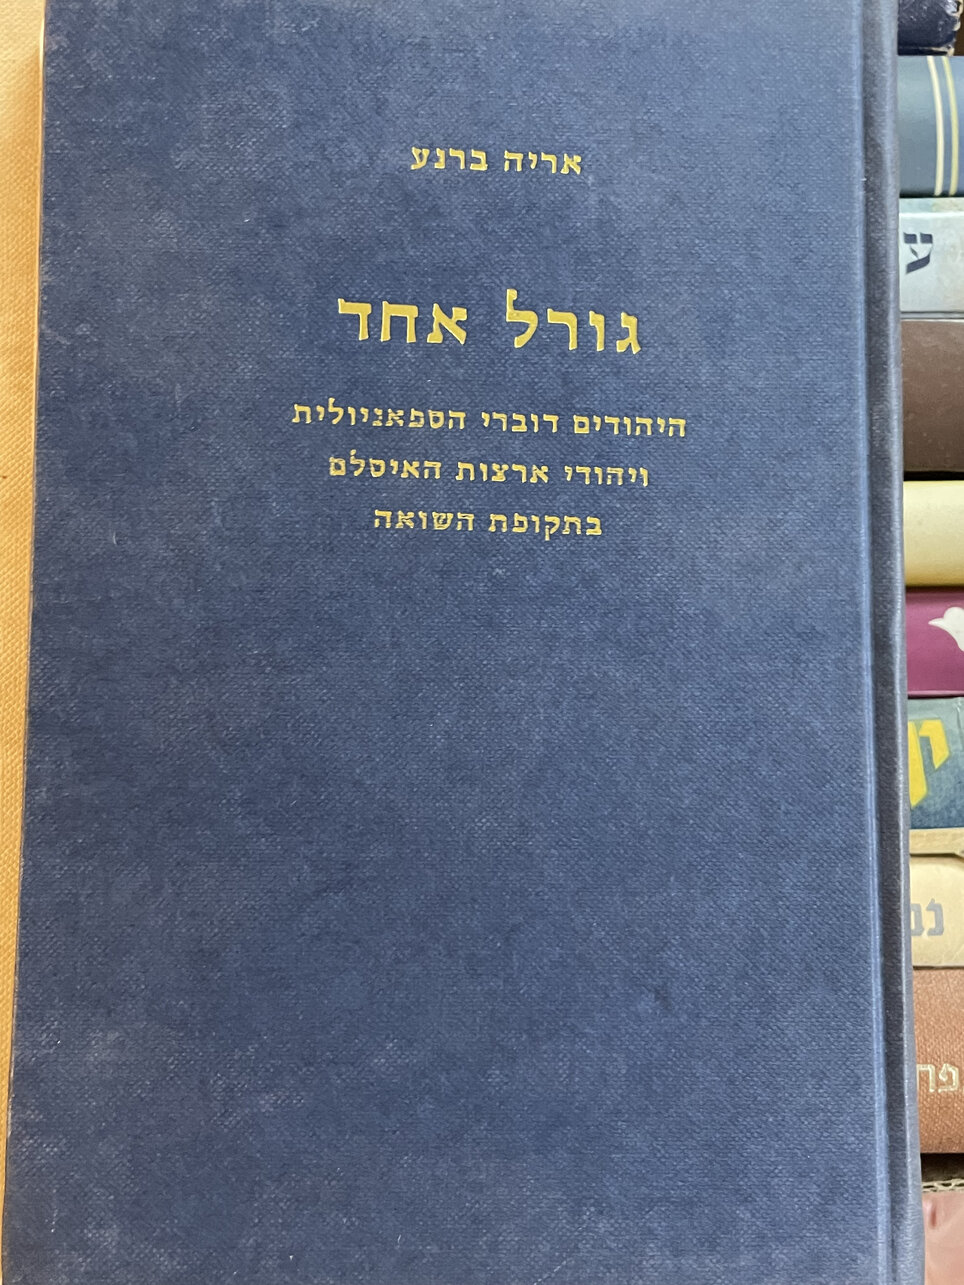 אריה ברנע
גורל אחד
היהודים דוברי הספאניולית
ויהודי ארצות האיסלם
בתקופת השואה